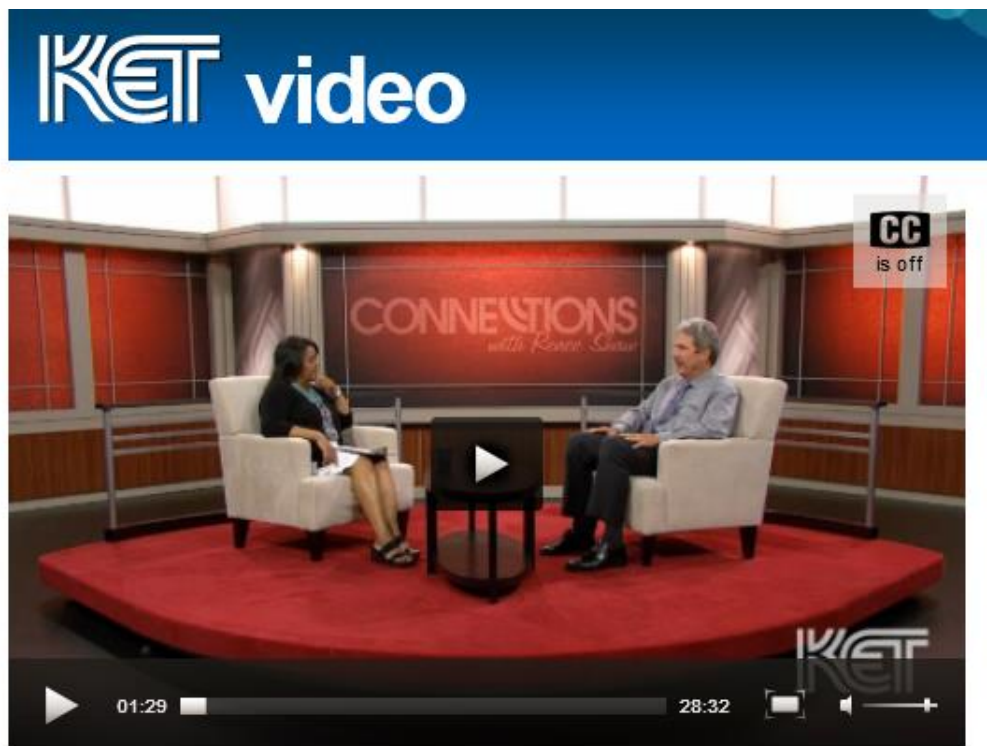 KET video
CC
is off
CONNECTIONS
with Renee Shaw
KET
01:29
28:32